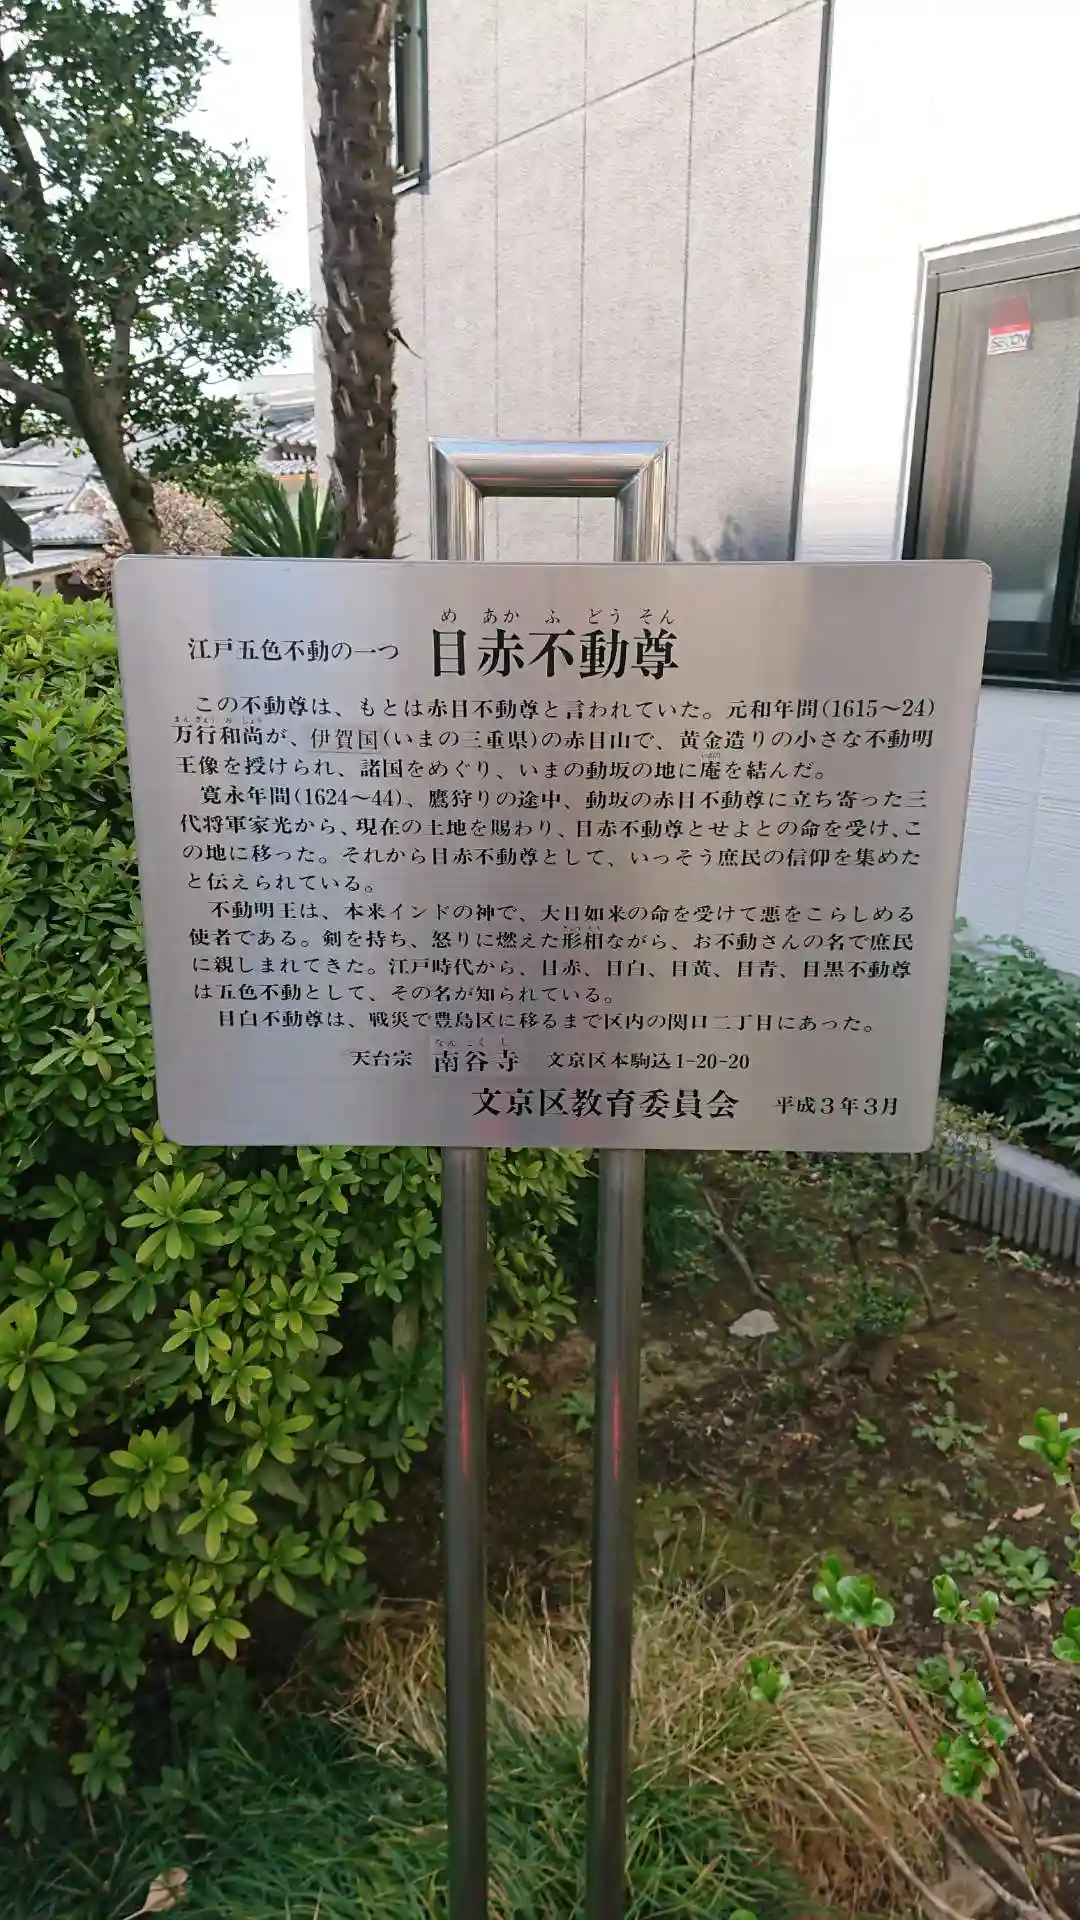 SECOM
め あか ふ どう そん
江戸五色不動の一つ 目赤不動尊
この不動尊は、もとは赤目不動尊と言われていた。元和年間(1615～24)
まんぎょう お しょう
万行和尚が、伊賀国(いまの三重県)の赤目山で、黄金造りの小さな不動明
いおり
王像を授けられ、諸国をめぐり、いまの動坂の地に庵を結んだ。
寛永年間(1624～44)、鷹狩りの途中、動坂の赤目不動尊に立ち寄った三
代将軍家光から、現在の土地を賜わり、目赤不動尊とせよとの命を受け、こ
の地に移った。それから目赤不動尊として、いっそう庶民の信仰を集めた
と伝えられている。
不動明王は、本来インドの神で、大日如来の命を受けて悪をこらしめる
使者である。剣を持ち、怒りに燃えた形相ながら、お不動さんの名で庶民
に親しまれてきた。江戸時代から、目赤、目白、目黄、目青、目黒不動尊
は五色不動として、その名が知られている。
目白不動尊は、戦災で豊島区に移るまで区内の関口二丁目にあった。
なん こく じ
天台宗 南谷寺 文京区本駒込1-20-20
文京区教育委員会 平成3年3月